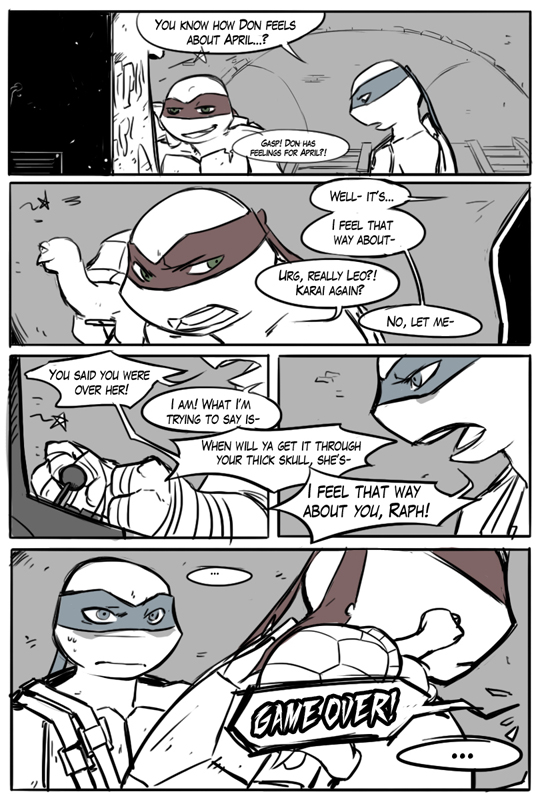 YOU KNOW HOW DON FEELS
ABOUT APRIL...?
GASP! DON HAS
FEELINGS FOR APRIL?!
WELL- IT'S...
I FEEL THAT
WAY ABOUT-
URG, REALLY LEO?!
KARAI AGAIN?
NO, LET ME-
YOU SAID YOU WERE
OVER HER!
I AM! WHAT I'M
TRYING TO SAY IS-
WHEN WILL YA GET IT THROUGH
YOUR THICK SKULL, SHE'S-
I FEEL THAT WAY
ABOUT YOU, RAPH!
...
GAME OVER!
...